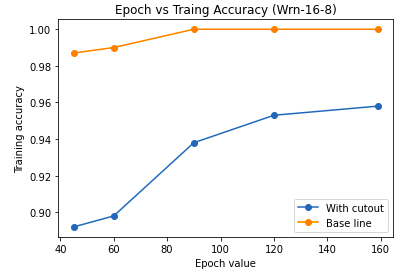 Epoch vs Traing Accuracy (Wrn-16-8)
1.00
0.98
0.96
0.94
0.92
0.90
Training accuracy
With cutout
Base line
40 60 80 100 120 140 160
Epoch value